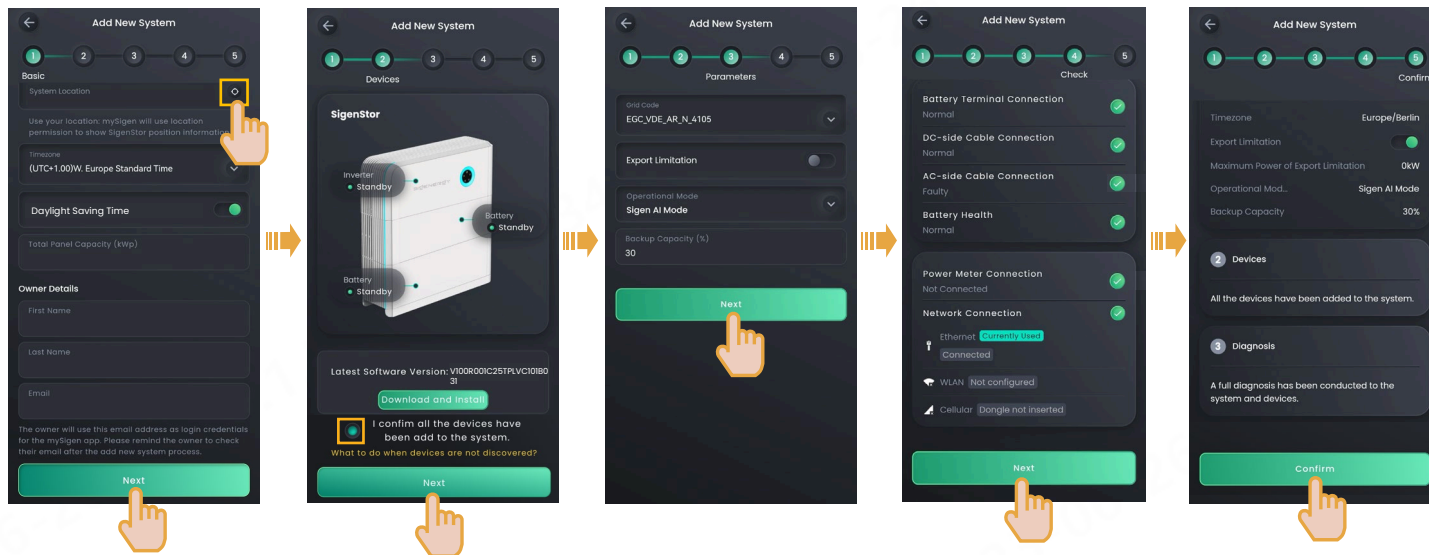 Add New System
1 2 3 4 5
Basic
System Location
Use your location: mySigen will use location
permission to show SigenStor position information
Timezone
(UTC+1.00)W. Europe Standard Time
Daylight Saving Time
Total Panel Capacity (kWp)
Owner Details
First Name
Last Name
Email
The owner will use this email address as login credentials
for the mySigen app. Please remind the owner to check
their email after the add new system process.
Next
Add New System
1 2 3 4 5
Devices
SigenStor
Inverter
Standby
Battery
Standby
Battery
Standby
Latest Software Version: V100R001C25TPLVC101B0
31
Download and Install
I confim all the devices have
been add to the system.
What to do when devices are not discovered?
Next
Add New System
1 2 3 4 5
Parameters
Grid Code
EGC_VDE_AR_N_4105
Export Limitation
Operational Mode
Sigen AI Mode
Backup Capacity (%)
30
Next
Add New System
1 2 3 4 5
Check
Battery Terminal Connection
Normal
DC-side Cable Connection
Normal
AC-side Cable Connection
Faulty
Battery Health
Normal
Power Meter Connection
Not Connected
Network Connection
Ethernet Currently Used
Connected
WLAN Not configured
Cellular Dongle not inserted
Next
Add New System
1 2 3 4 5
Confirm
Timezone Europe/Berlin
Export Limitation
Maximum Power of Export Limitation 0kW
Operational Mod... Sigen AI Mode
Backup Capacity 30%
2 Devices
All the devices have been added to the system.
3 Diagnosis
A full diagnosis has been conducted to the
system and devices.
Confirm